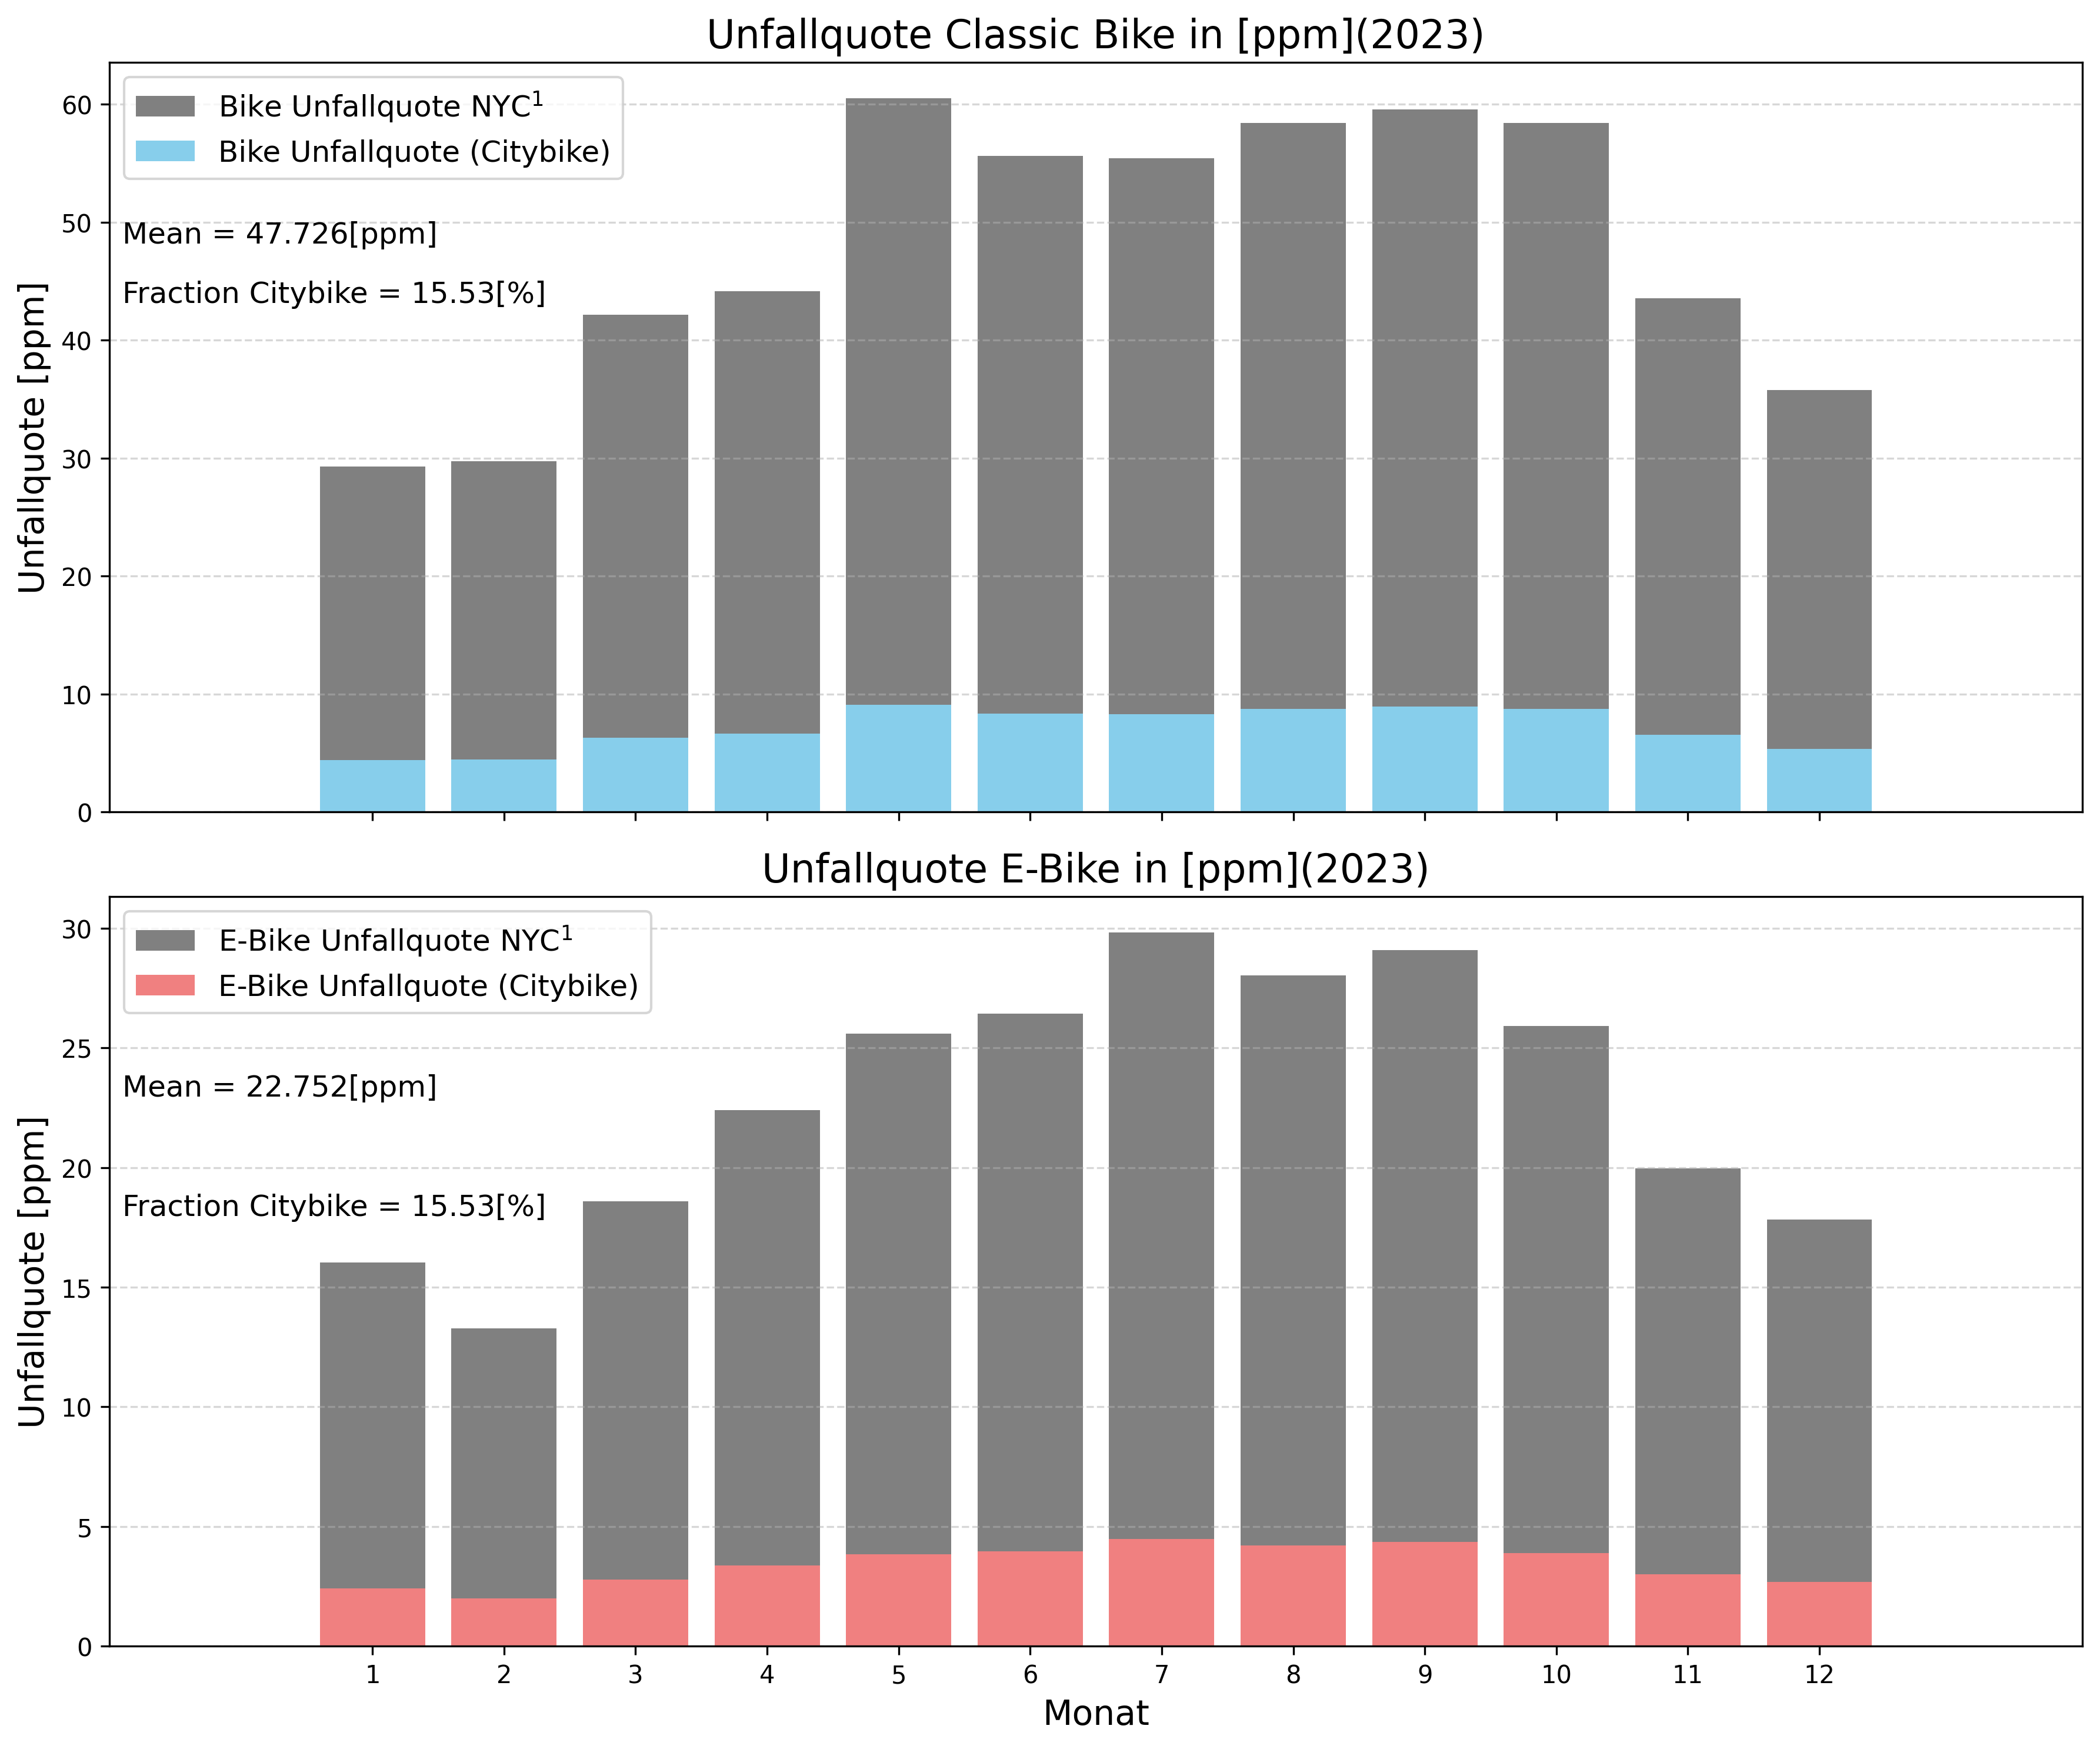 Unfallquote Classic Bike in [ppm](2023)
Bike Unfallquote NYC¹
Bike Unfallquote (Citybike)
Mean = 47.726[ppm]
Fraction Citybike = 15.53[%]
Unfallquote [ppm]
60
50
40
30
20
10
0
Unfallquote E-Bike in [ppm](2023)
E-Bike Unfallquote NYC¹
E-Bike Unfallquote (Citybike)
Mean = 22.752[ppm]
Fraction Citybike = 15.53[%]
Unfallquote [ppm]
30
25
20
15
10
5
0
1 2 3 4 5 6 7 8 9 10 11 12
Monat